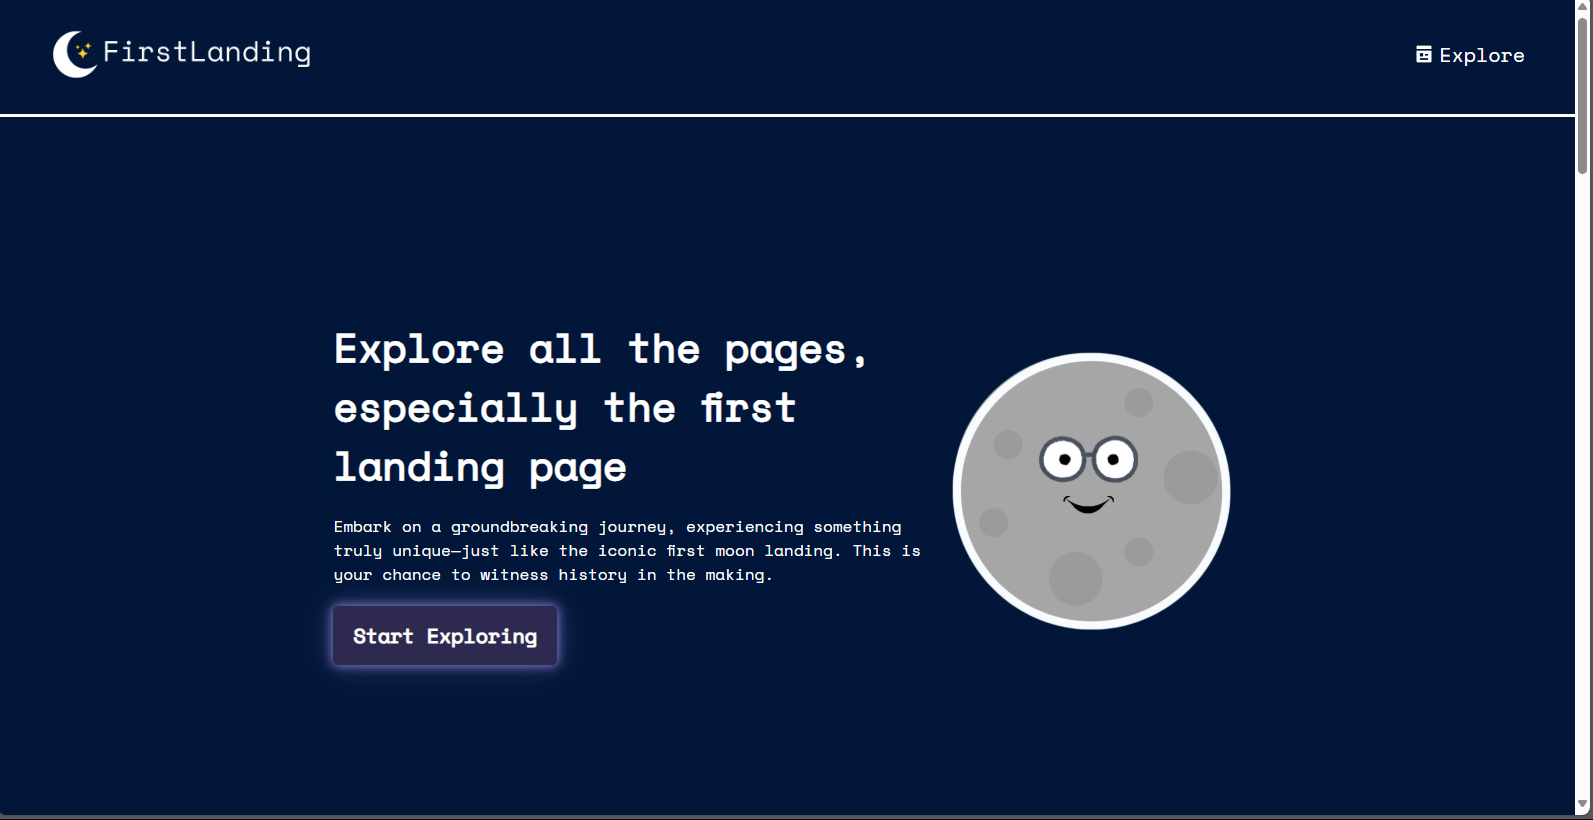 FirstLanding
Explore
Explore all the pages,
especially the first
landing page
Embark on a groundbreaking journey, experiencing something
truly unique—just like the iconic first moon landing. This is
your chance to witness history in the making.
Start Exploring